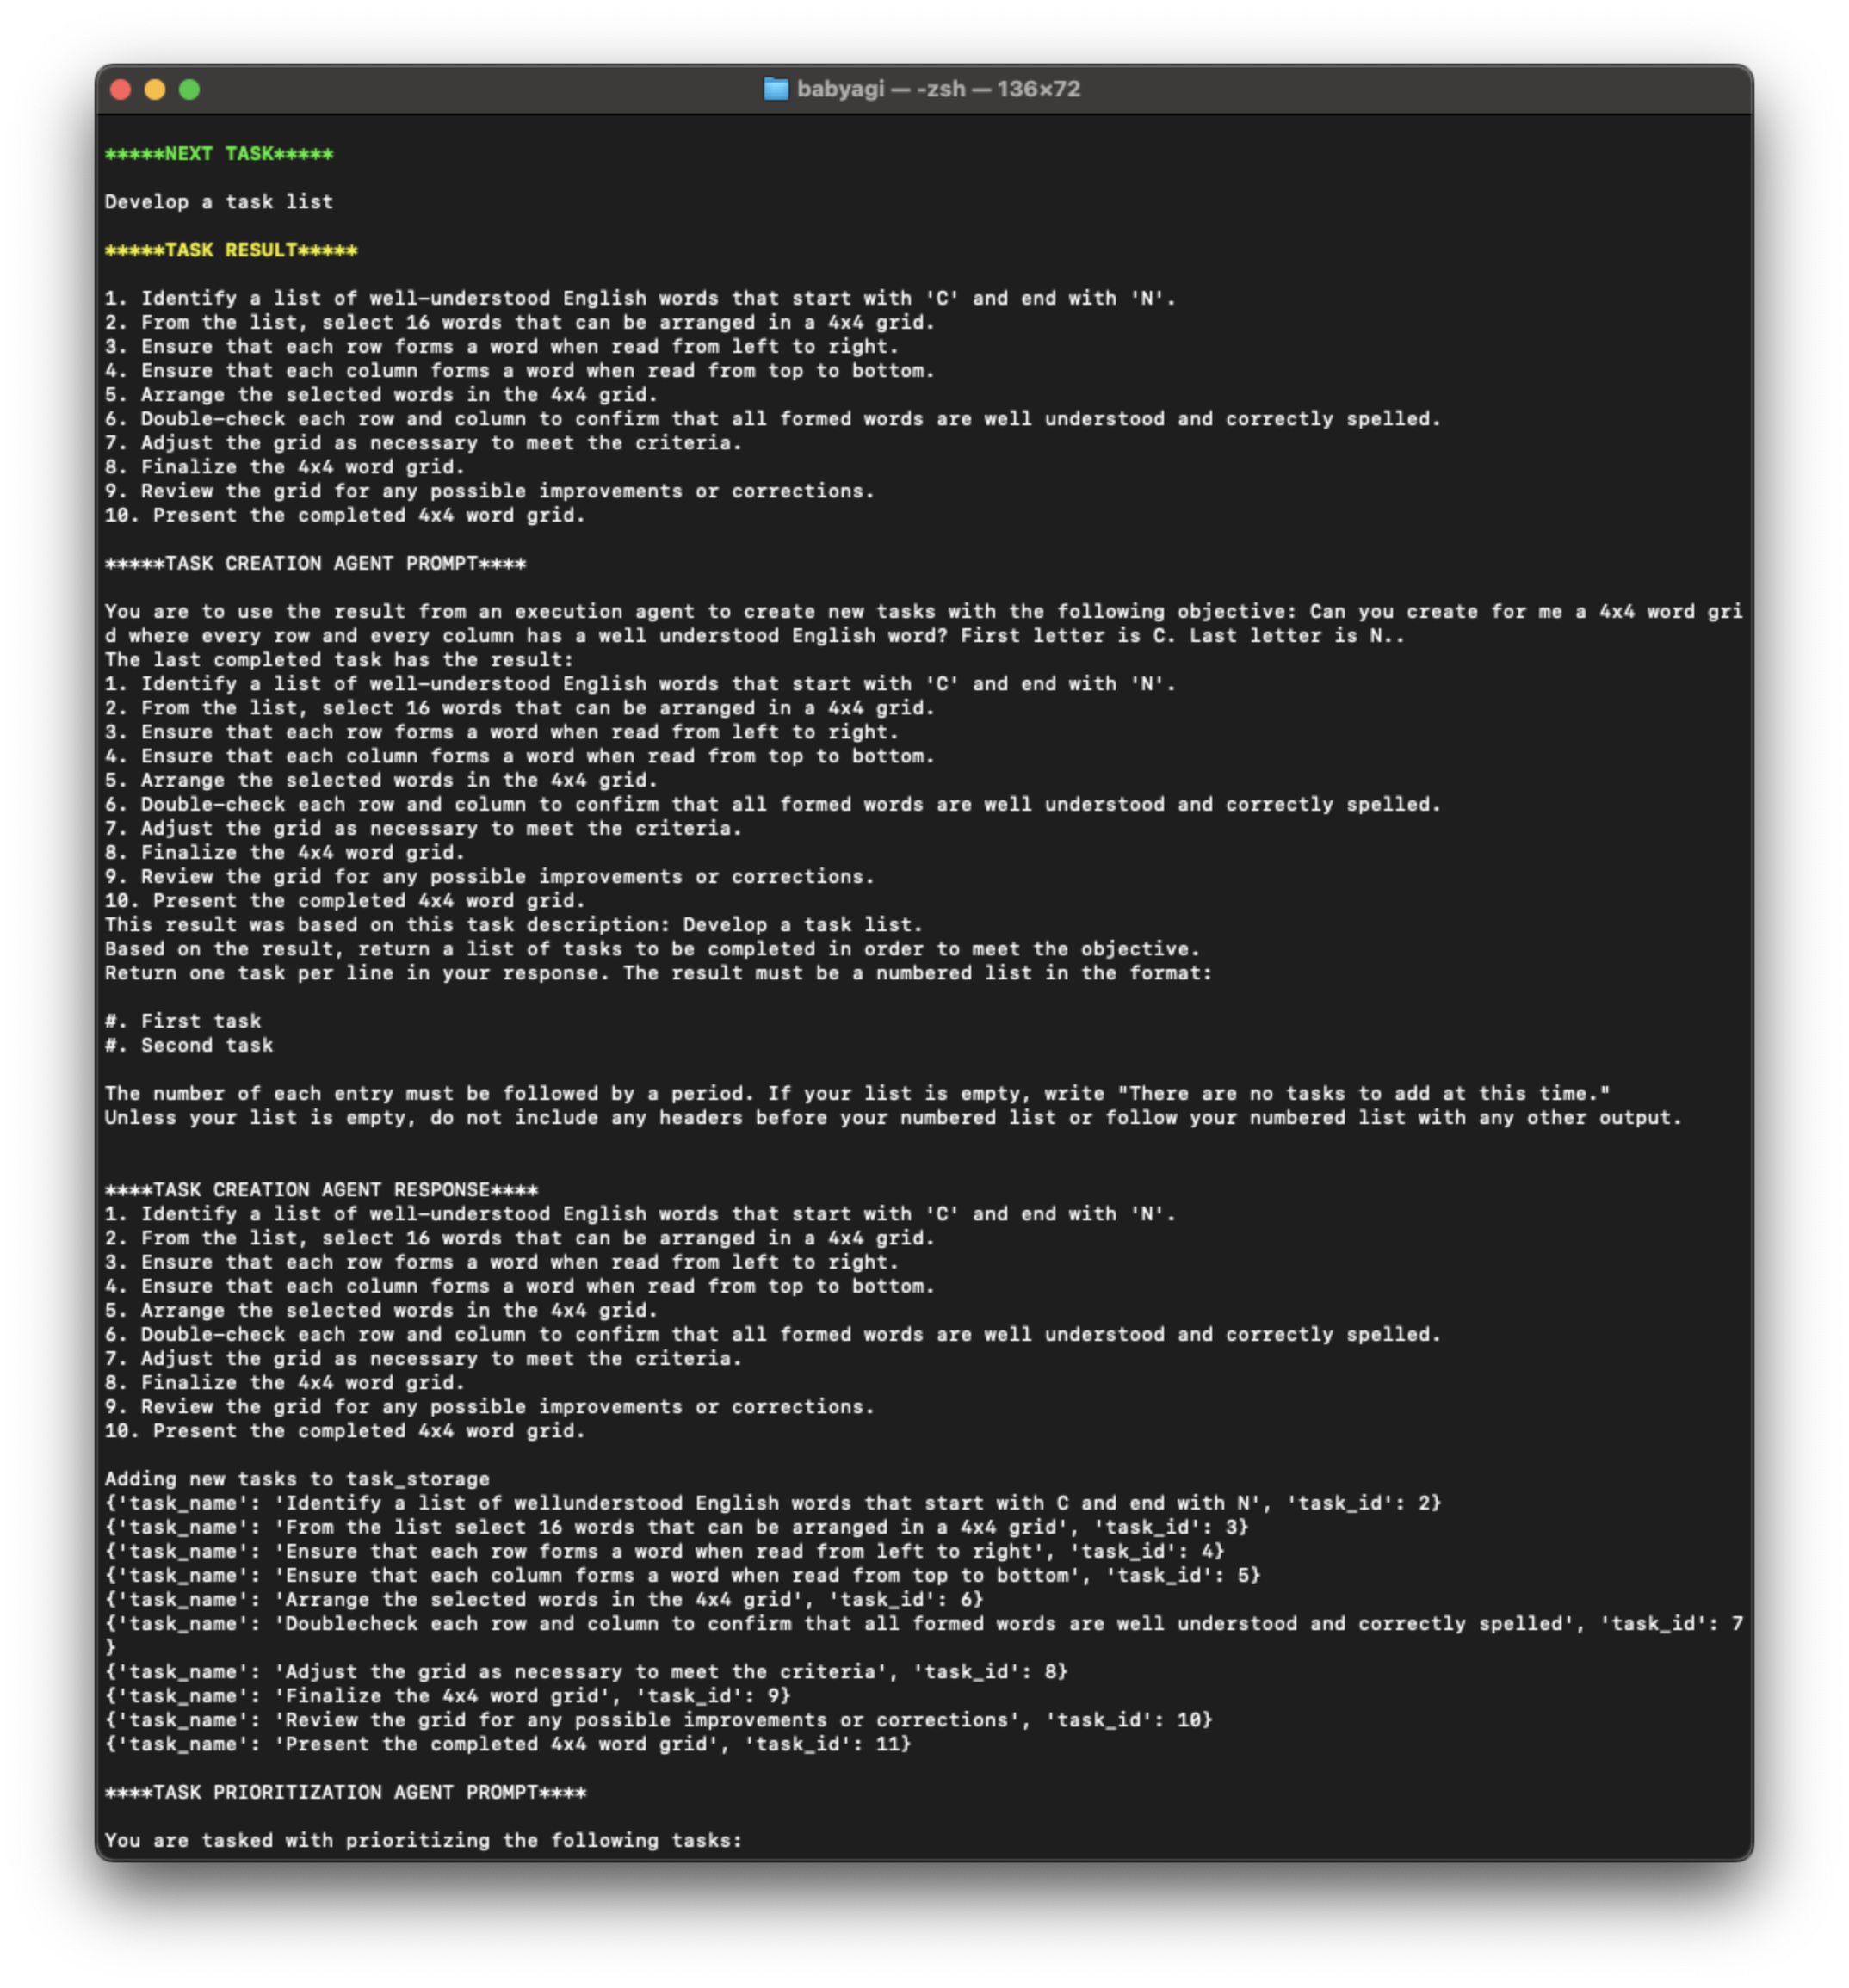 babyagi — -zsh — 136×72
*****NEXT TASK*****
Develop a task list
*****TASK RESULT*****
1. Identify a list of well-understood English words that start with 'C' and end with 'N'.
2. From the list, select 16 words that can be arranged in a 4x4 grid.
3. Ensure that each row forms a word when read from left to right.
4. Ensure that each column forms a word when read from top to bottom.
5. Arrange the selected words in the 4x4 grid.
6. Double-check each row and column to confirm that all formed words are well understood and correctly spelled.
7. Adjust the grid as necessary to meet the criteria.
8. Finalize the 4x4 word grid.
9. Review the grid for any possible improvements or corrections.
10. Present the completed 4x4 word grid.
*****TASK CREATION AGENT PROMPT****
You are to use the result from an execution agent to create new tasks with the following objective: Can you create for me a 4x4 word gri
d where every row and every column has a well understood English word? First letter is C. Last letter is N..
The last completed task has the result:
1. Identify a list of well-understood English words that start with 'C' and end with 'N'.
2. From the list, select 16 words that can be arranged in a 4x4 grid.
3. Ensure that each row forms a word when read from left to right.
4. Ensure that each column forms a word when read from top to bottom.
5. Arrange the selected words in the 4x4 grid.
6. Double-check each row and column to confirm that all formed words are well understood and correctly spelled.
7. Adjust the grid as necessary to meet the criteria.
8. Finalize the 4x4 word grid.
9. Review the grid for any possible improvements or corrections.
10. Present the completed 4x4 word grid.
This result was based on this task description: Develop a task list.
Based on the result, return a list of tasks to be completed in order to meet the objective.
Return one task per line in your response. The result must be a numbered list in the format:
#. First task
#. Second task
The number of each entry must be followed by a period. If your list is empty, write "There are no tasks to add at this time."
Unless your list is empty, do not include any headers before your numbered list or follow your numbered list with any other output.
****TASK CREATION AGENT RESPONSE****
1. Identify a list of well-understood English words that start with 'C' and end with 'N'.
2. From the list, select 16 words that can be arranged in a 4x4 grid.
3. Ensure that each row forms a word when read from left to right.
4. Ensure that each column forms a word when read from top to bottom.
5. Arrange the selected words in the 4x4 grid.
6. Double-check each row and column to confirm that all formed words are well understood and correctly spelled.
7. Adjust the grid as necessary to meet the criteria.
8. Finalize the 4x4 word grid.
9. Review the grid for any possible improvements or corrections.
10. Present the completed 4x4 word grid.
Adding new tasks to task_storage
{'task_name': 'Identify a list of wellunderstood English words that start with C and end with N', 'task_id': 2}
{'task_name': 'From the list select 16 words that can be arranged in a 4x4 grid', 'task_id': 3}
{'task_name': 'Ensure that each row forms a word when read from left to right', 'task_id': 4}
{'task_name': 'Ensure that each column forms a word when read from top to bottom', 'task_id': 5}
{'task_name': 'Arrange the selected words in the 4x4 grid', 'task_id': 6}
{'task_name': 'Doublecheck each row and column to confirm that all formed words are well understood and correctly spelled', 'task_id': 7
}
{'task_name': 'Adjust the grid as necessary to meet the criteria', 'task_id': 8}
{'task_name': 'Finalize the 4x4 word grid', 'task_id': 9}
{'task_name': 'Review the grid for any possible improvements or corrections', 'task_id': 10}
{'task_name': 'Present the completed 4x4 word grid', 'task_id': 11}
****TASK PRIORITIZATION AGENT PROMPT****
You are tasked with prioritizing the following tasks: